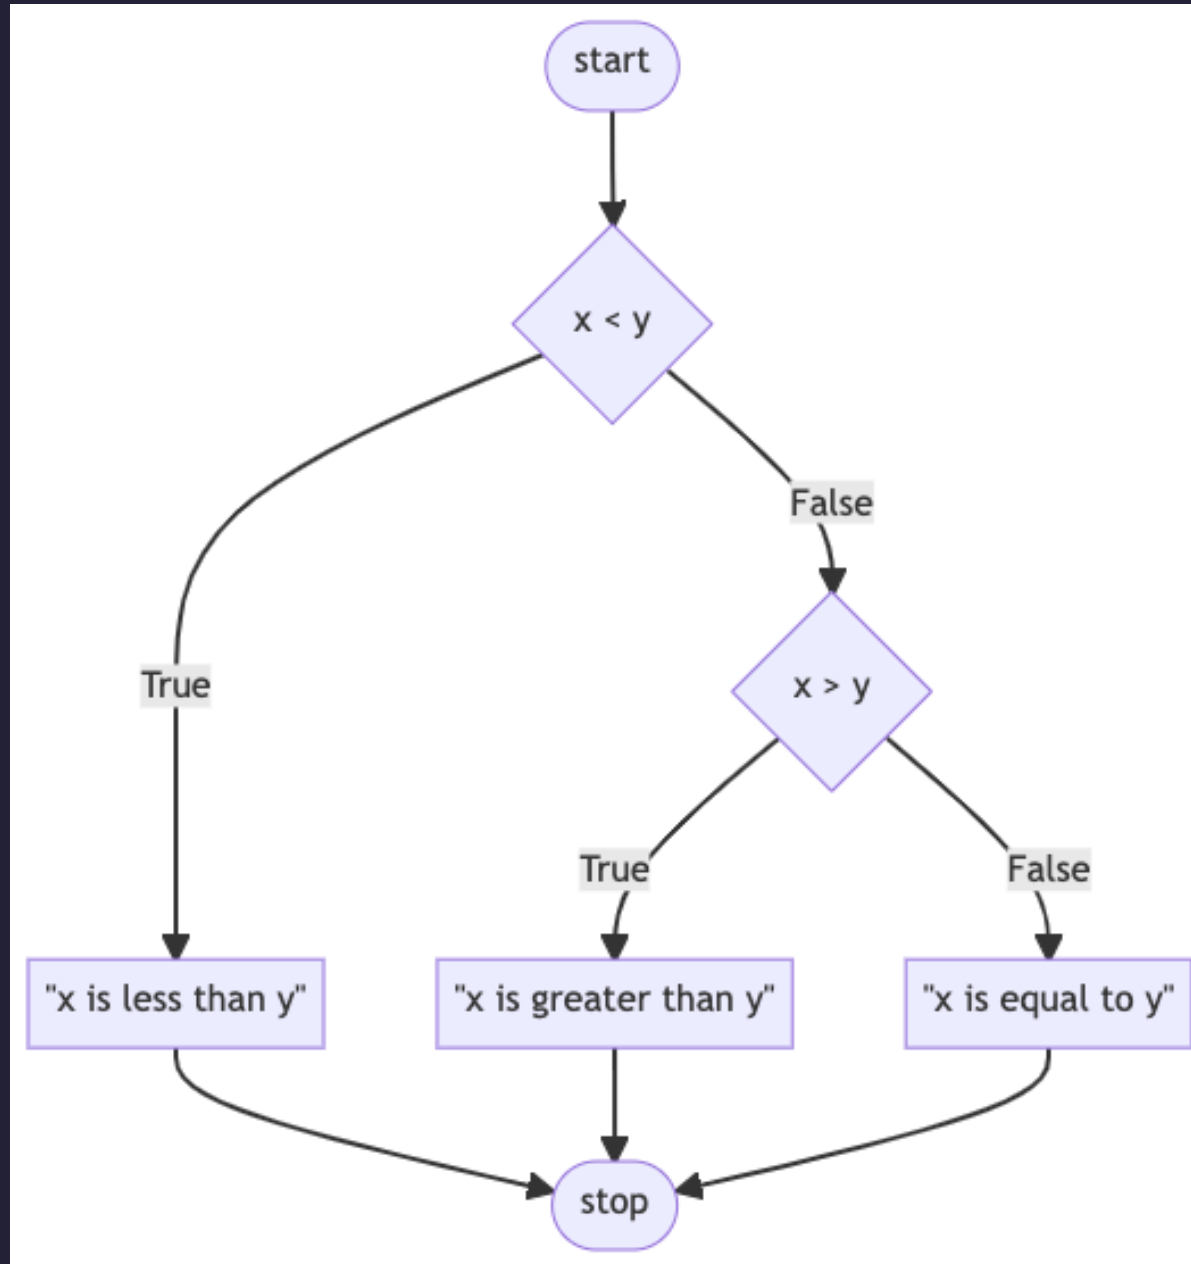 start
x < y
False
True
x > y
True
False
"x is less than y"
"x is greater than y"
"x is equal to y"
stop